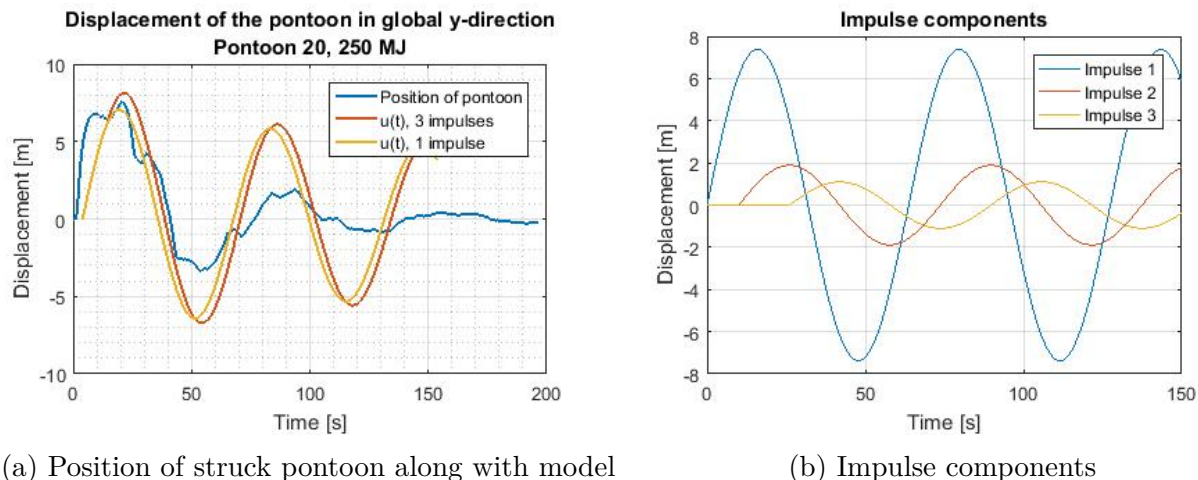 Displacement of the pontoon in global y-direction
Pontoon 20, 250 MJ
10
5
0
-5
-10
0
50
100
150
200
Displacement [m]
Time [s]
Position of pontoon
u(t), 3 impulses
u(t), 1 impulse
(a) Position of struck pontoon along with model
Impulse components
8
6
4
2
0
-2
-4
-6
-8
0
50
100
150
Displacement [m]
Time [s]
Impulse 1
Impulse 2
Impulse 3
(b) Impulse components